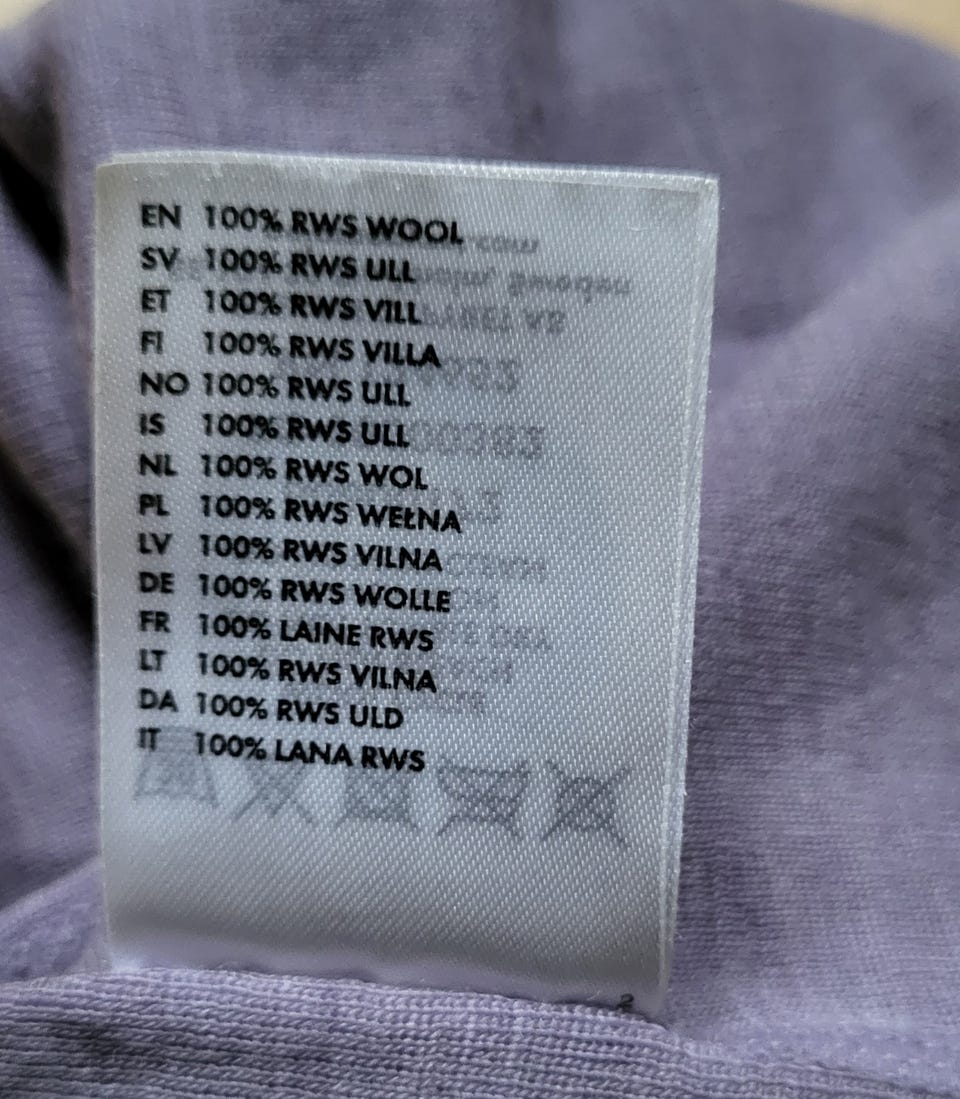 EN 100% RWS WOOL
SV 100% RWS ULL
ET 100% RWS VILL
FI 100% RWS VILLA
NO 100% RWS ULL
IS 100% RWS ULL
NL 100% RWS WOL
PL 100% RWS WEŁNA
LV 100% RWS VILNA
DE 100% RWS WOLLE
FR 100% LAINE RWS
LT 100% RWS VILNA
DA 100% RWS ULD
IT 100% LANA RWS
2